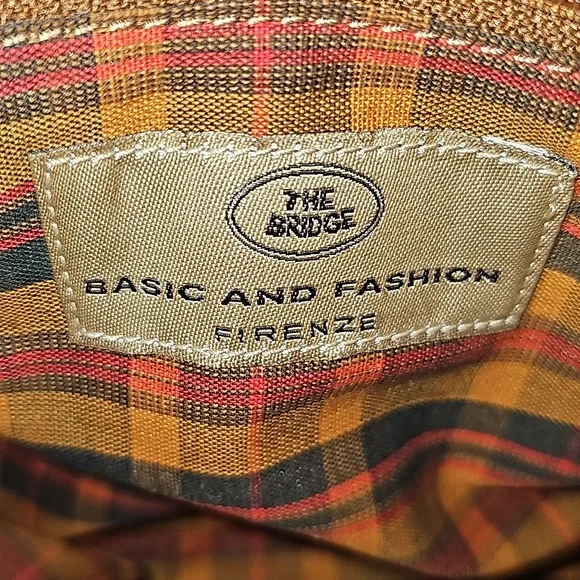 THE
BRIDGE
BASIC AND FASHION
FIRENZE